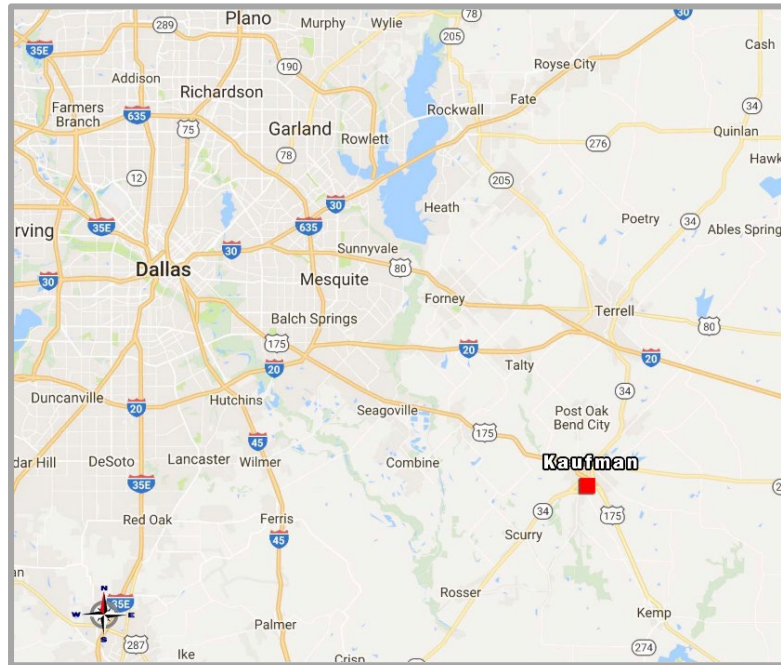 Plano
Murphy
Wylie
289
78
30
205
Cash
35E
Royse City
190
Addison
Richardson
34
Rockwall
Fate
Farmers
Branch
635
75
Garland
Rowlett
Quinlan
78
276
Hawk
12
205
30
Heath
Poetry
34
rving
35E
635
Ables Spring
30
Sunnyvale
Dallas
80
30
Mesquite
Forney
Terrell
Balch Springs
80
175
20
20
20
Talty
Duncanville
20
Hutchins
34
Seagoville
Post Oak
Bend City
45
175
dar Hill
DeSoto
Lancaster
Wilmer
Combine
Kaufman
35E
34
175
Red Oak
Ferris
Scurry
45
Rosser
N
35E
W
E
Kemp
S
Palmer
287
Ike
Crisp
274